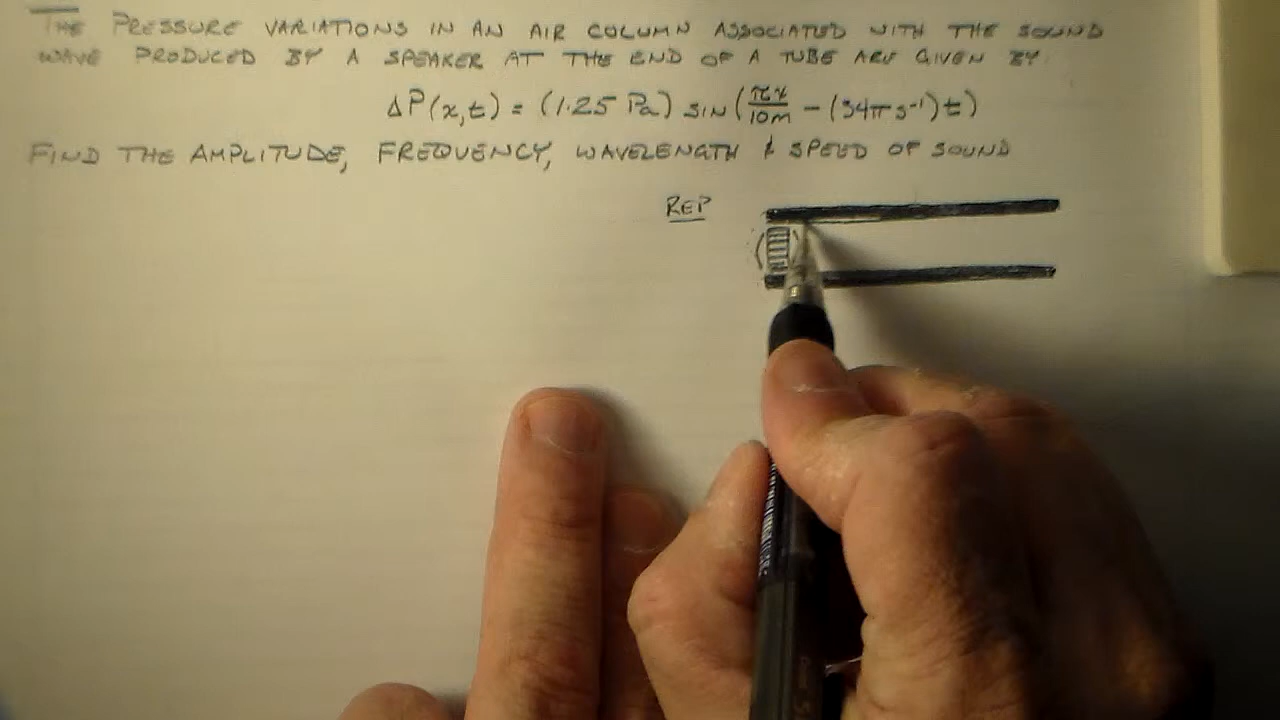 THE PRESSURE VARIATIONS IN AN AIR COLUMN ASSOCIATED WITH THE SOUND
WAVE PRODUCED BY A SPEAKER AT THE END OF A TUBE ARE GIVEN BY
ΔP(x,t) = (1.25 Pa) SIN(πx/10m - (34π s⁻¹)t)
FIND THE AMPLITUDE, FREQUENCY, WAVELENGTH & SPEED OF SOUND
REP